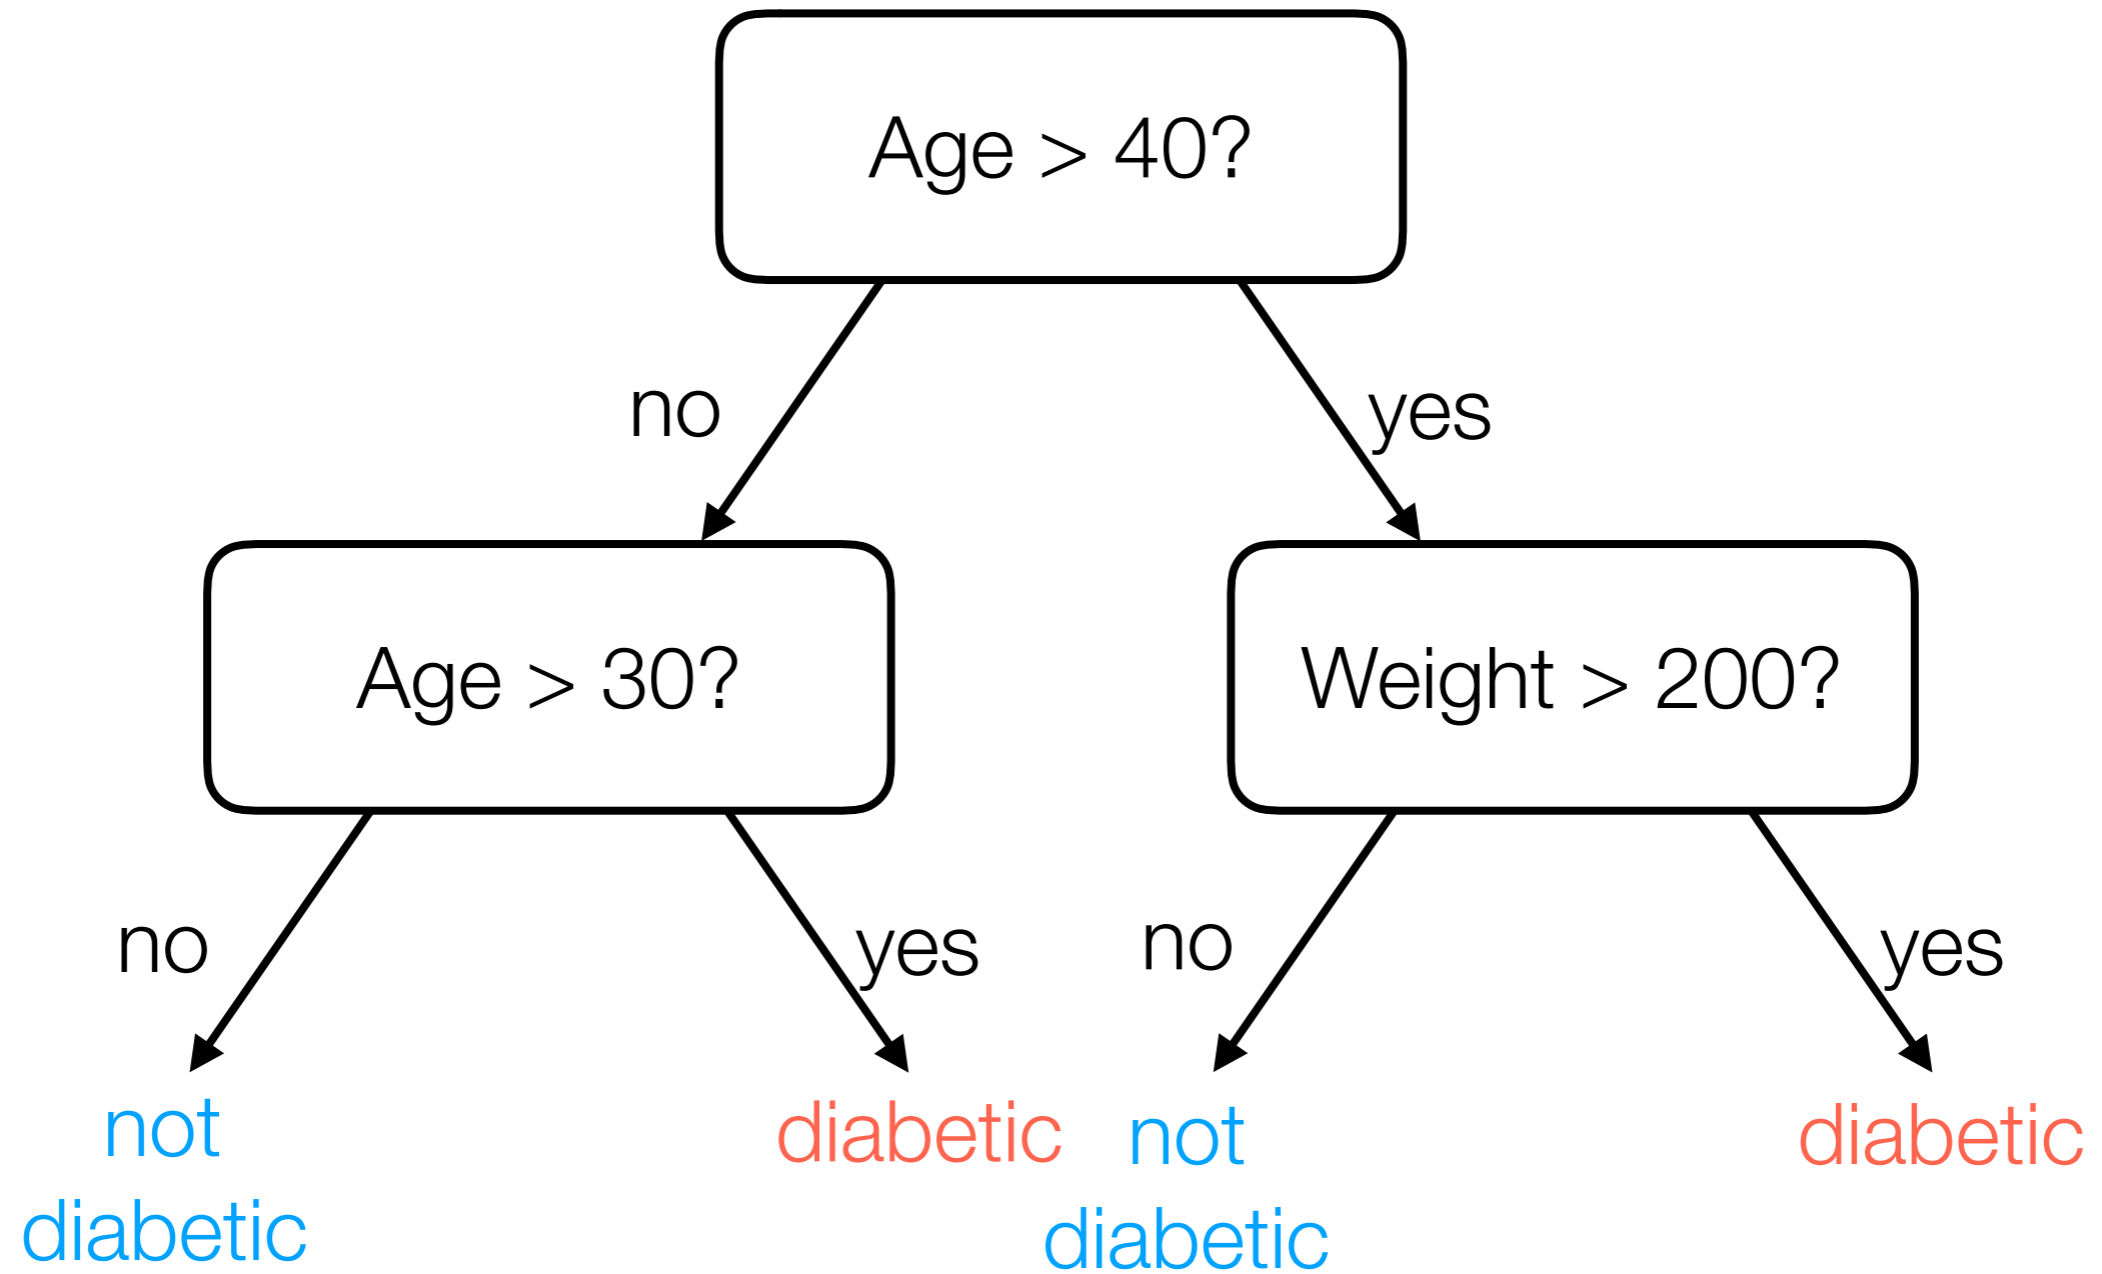 Age > 40?
no
yes
Age > 30?
Weight > 200?
no
yes
no
yes
not
diabetic
diabetic
not
diabetic
diabetic